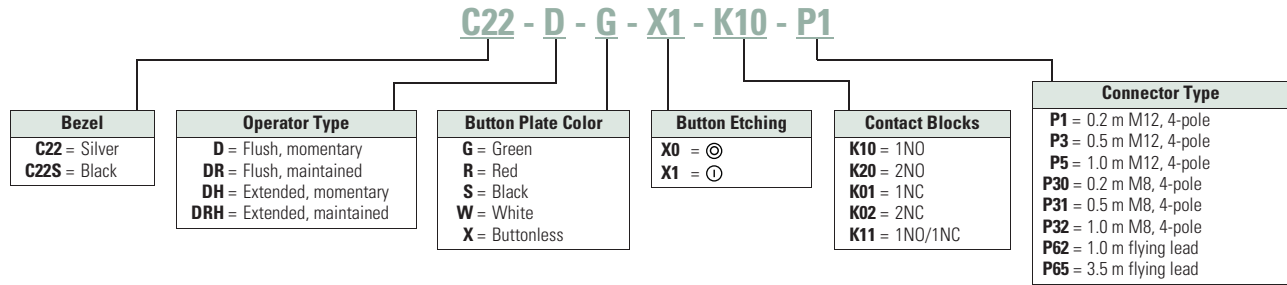 C22 - D - G - X1 - K10 - P1
Bezel
C22 = Silver
C22S = Black
Operator Type
D = Flush, momentary
DR = Flush, maintained
DH = Extended, momentary
DRH = Extended, maintained
Button Plate Color
G = Green
R = Red
S = Black
W = White
X = Buttonless
Button Etching
X0 =
X1 =
Contact Blocks
K10 = 1NO
K20 = 2NO
K01 = 1NC
K02 = 2NC
K11 = 1NO/1NC
Connector Type
P1 = 0.2 m M12, 4-pole
P3 = 0.5 m M12, 4-pole
P5 = 1.0 m M12, 4-pole
P30 = 0.2 m M8, 4-pole
P31 = 0.5 m M8, 4-pole
P32 = 1.0 m M8, 4-pole
P62 = 1.0 m flying lead
P65 = 3.5 m flying lead